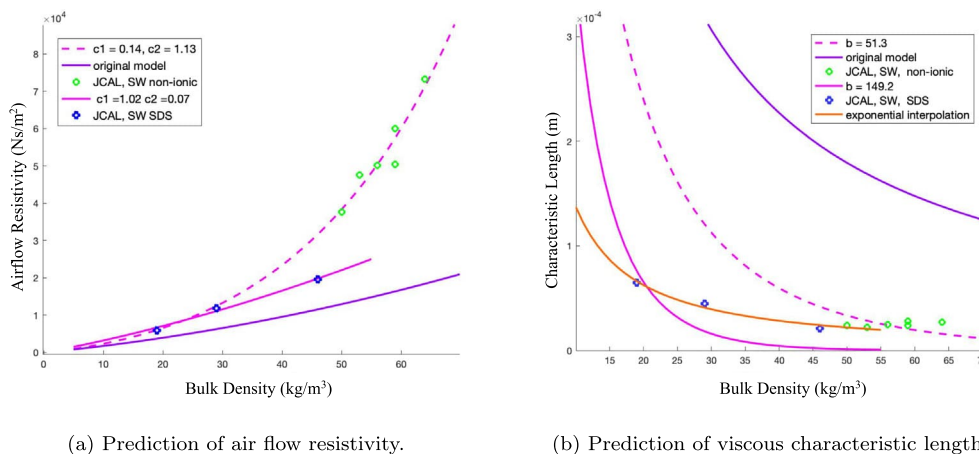 ×10⁴
c1 = 0.14, c2 = 1.13
original model
JCAL, SW non-ionic
c1 =1.02 c2 =0.07
JCAL, SW SDS
8
7
6
5
4
3
2
1
0
0 10 20 30 40 50 60
Airflow Resistivity (Ns/m²)
Bulk Density (kg/m³)
(a) Prediction of air flow resistivity.
×10⁻⁴
b = 51.3
original model
JCAL, SW, non-ionic
b = 149.2
JCAL, SW, SDS
exponential interpolation
3
2
1
0
15 20 25 30 35 40 45 50 55 60 65 70
Characteristic Length (m)
Bulk Density (kg/m³)
(b) Prediction of viscous characteristic length